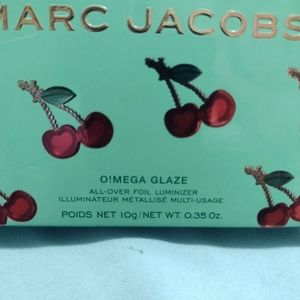 MARC JACOBS
O!MEGA GLAZE
ALL-OVER FOIL LUMINIZER
ILLUMINATEUR MÉTALLISÉ MULTI-USAGE
POIDS NET 10g/NET WT. 0.35 Oz.